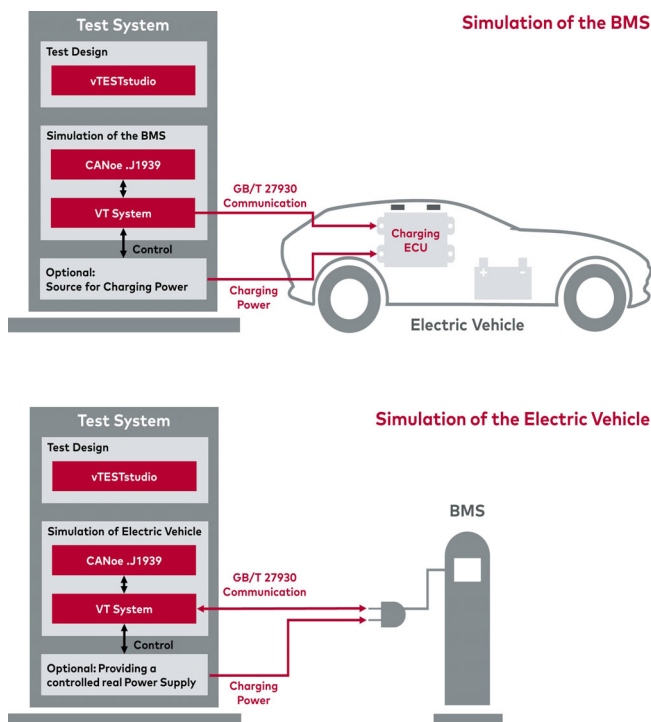 Test System
Simulation of the BMS
Test Design
vTESTstudio
Simulation of the BMS
CANoe .J1939
GB/T 27930
Communication
VT System
Charging
ECU
Control
Optional:
Source for Charging Power
Charging
Power
+ -
Electric Vehicle
Test System
Simulation of the Electric Vehicle
Test Design
vTESTstudio
BMS
Simulation of Electric Vehicle
CANoe .J1939
GB/T 27930
Communication
VT System
Control
Optional: Providing a
controlled real Power Supply
Charging
Power